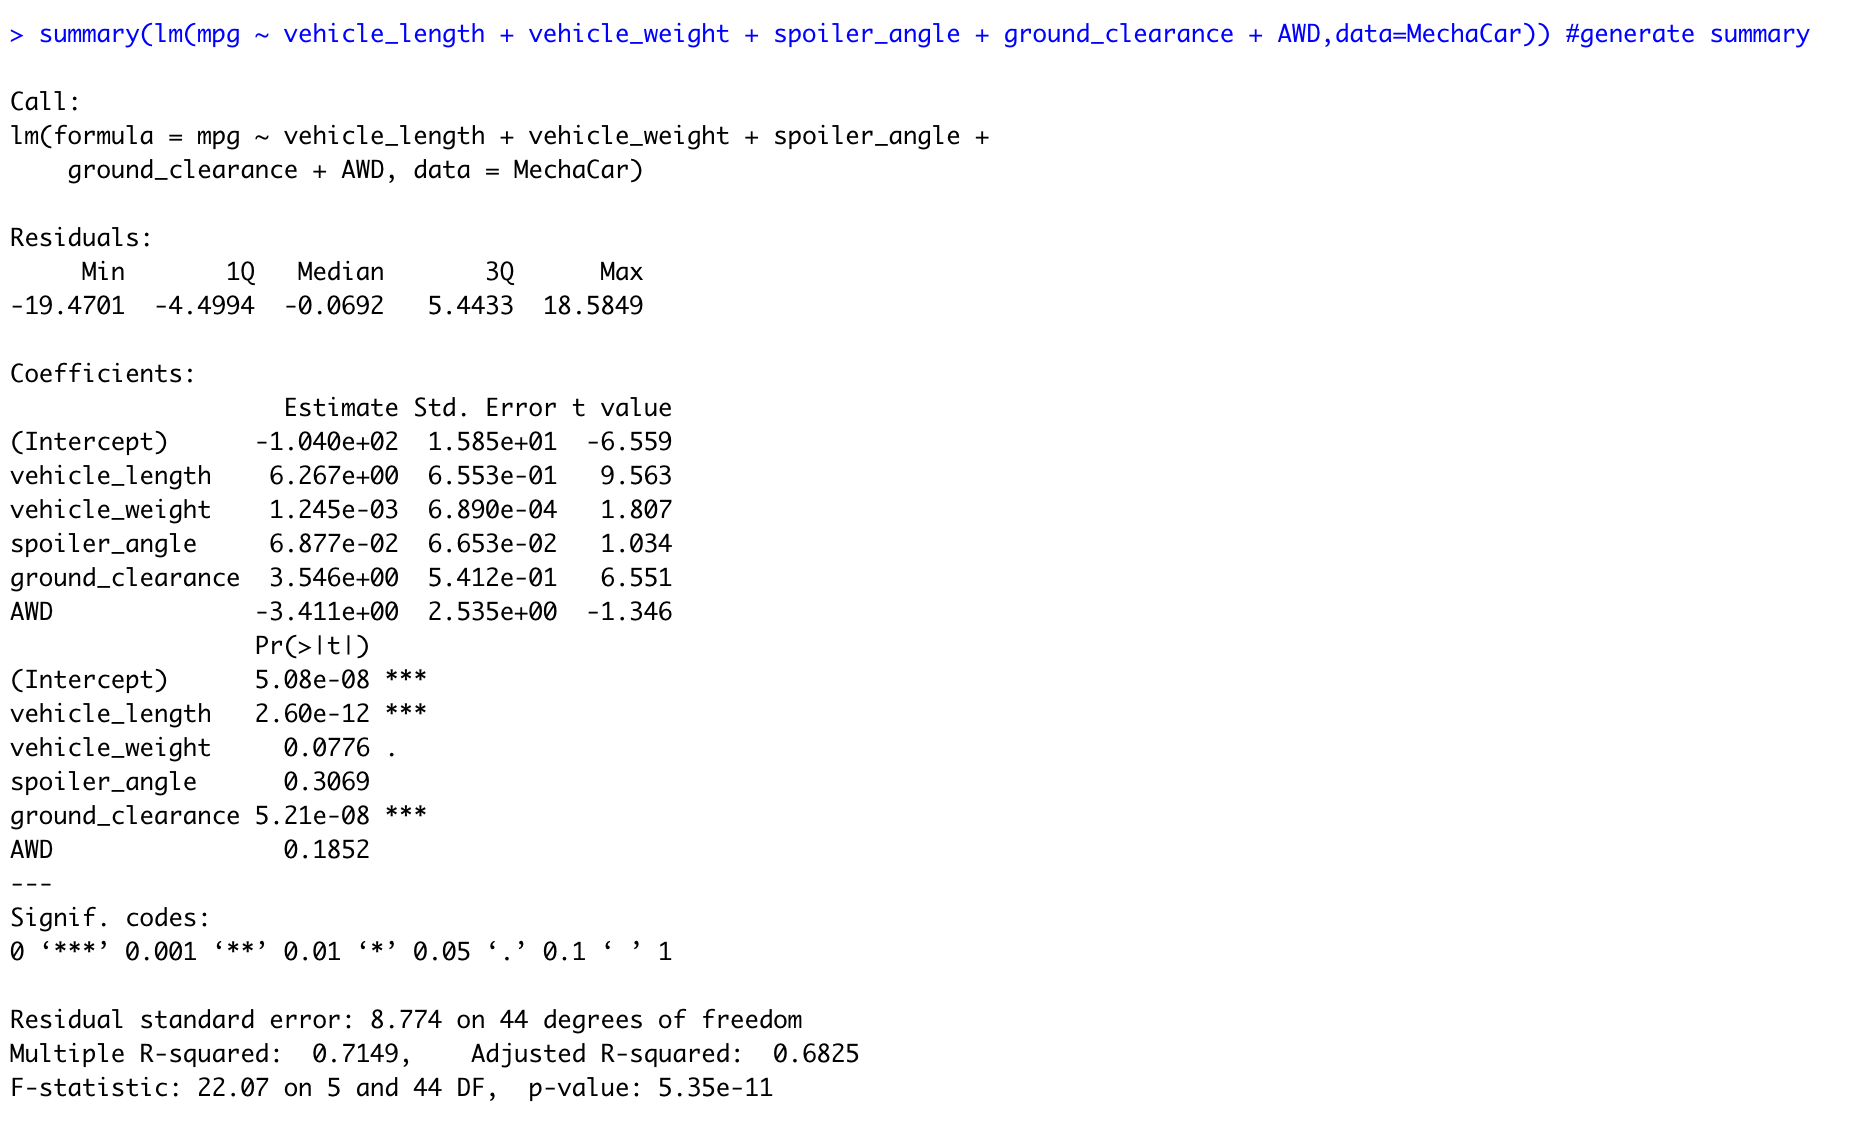 > summary(lm(mpg ~ vehicle_length + vehicle_weight + spoiler_angle + ground_clearance + AWD,data=MechaCar)) #generate summary

Call:
lm(formula = mpg ~ vehicle_length + vehicle_weight + spoiler_angle +
    ground_clearance + AWD, data = MechaCar)

Residuals:
     Min       1Q   Median       3Q      Max
-19.4701  -4.4994  -0.0692   5.4433  18.5849

Coefficients:
                   Estimate Std. Error t value
(Intercept)      -1.040e+02  1.585e+01  -6.559
vehicle_length    6.267e+00  6.553e-01   9.563
vehicle_weight    1.245e-03  6.890e-04   1.807
spoiler_angle     6.877e-02  6.653e-02   1.034
ground_clearance  3.546e+00  5.412e-01   6.551
AWD              -3.411e+00  2.535e+00  -1.346
                 Pr(>|t|)
(Intercept)      5.08e-08 ***
vehicle_length   2.60e-12 ***
vehicle_weight     0.0776 .
spoiler_angle      0.3069
ground_clearance 5.21e-08 ***
AWD                0.1852
---
Signif. codes:
0 ‘***’ 0.001 ‘**’ 0.01 ‘*’ 0.05 ‘.’ 0.1 ‘ ’ 1

Residual standard error: 8.774 on 44 degrees of freedom
Multiple R-squared:  0.7149,    Adjusted R-squared:  0.6825
F-statistic: 22.07 on 5 and 44 DF,  p-value: 5.35e-11